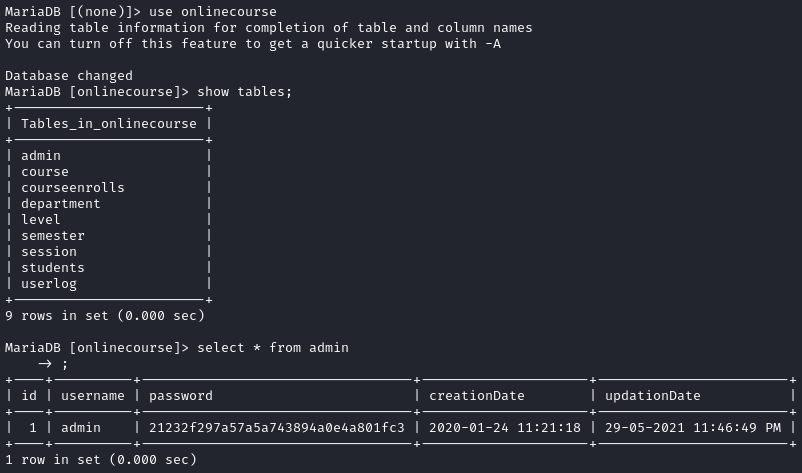 MariaDB [(none)]> use onlinecourse
Reading table information for completion of table and column names
You can turn off this feature to get a quicker startup with -A
Database changed
MariaDB [onlinecourse]> show tables;
+------------------------+
| Tables_in_onlinecourse |
+------------------------+
| admin                  |
| course                 |
| courseenrolls          |
| department             |
| level                  |
| semester               |
| session                |
| students               |
| userlog                |
+------------------------+
9 rows in set (0.000 sec)
MariaDB [onlinecourse]> select * from admin
    -> ;
+----+----------+----------------------------------+---------------------+------------------------+
| id | username | password                         | creationDate        | updationDate           |
+----+----------+----------------------------------+---------------------+------------------------+
|  1 | admin    | 21232f297a57a5a743894a0e4a801fc3 | 2020-01-24 11:21:18 | 29-05-2021 11:46:49 PM |
+----+----------+----------------------------------+---------------------+------------------------+
1 row in set (0.000 sec)